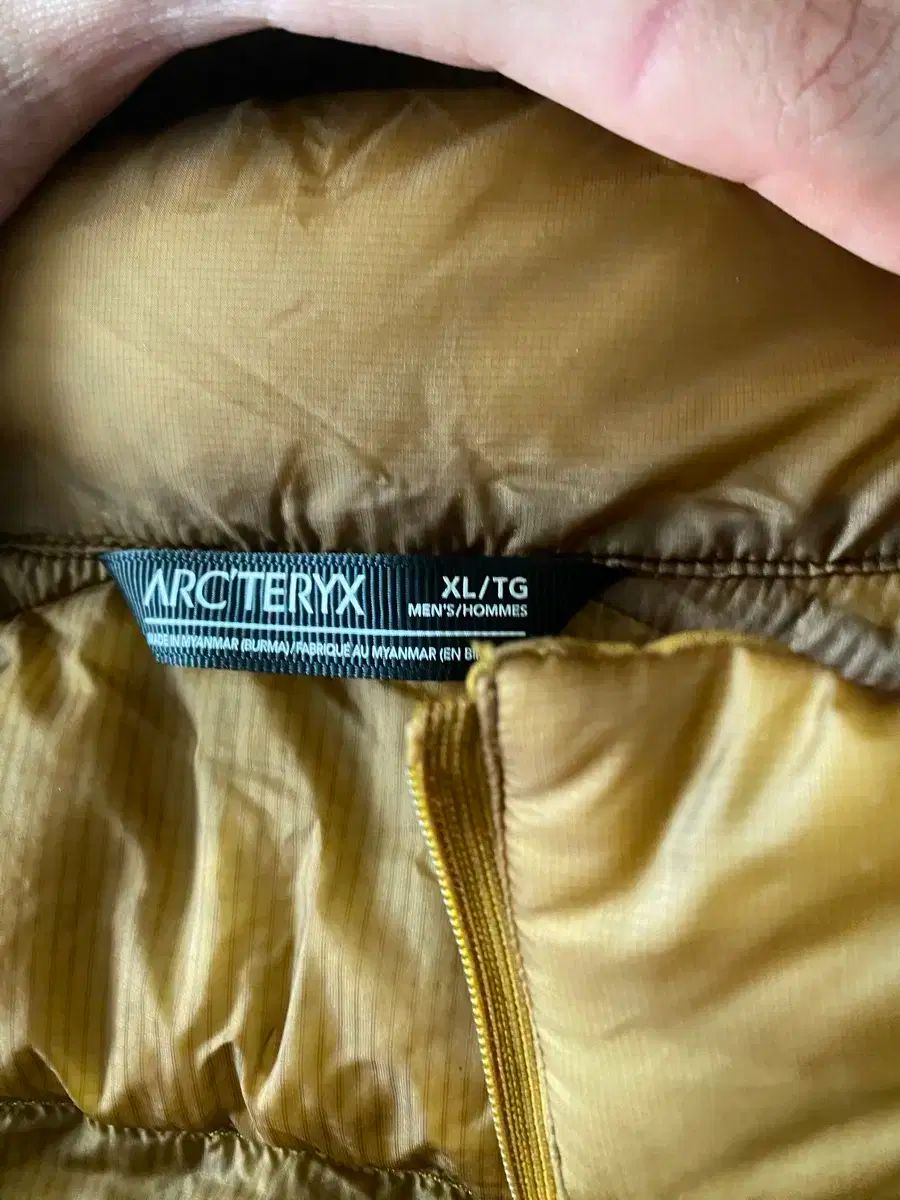 ARC'TERYX
XL/TG
MEN'S/HOMMES
MADE IN MYANMAR (BURMA)/FABRIQUÉ AU MYANMAR (EN